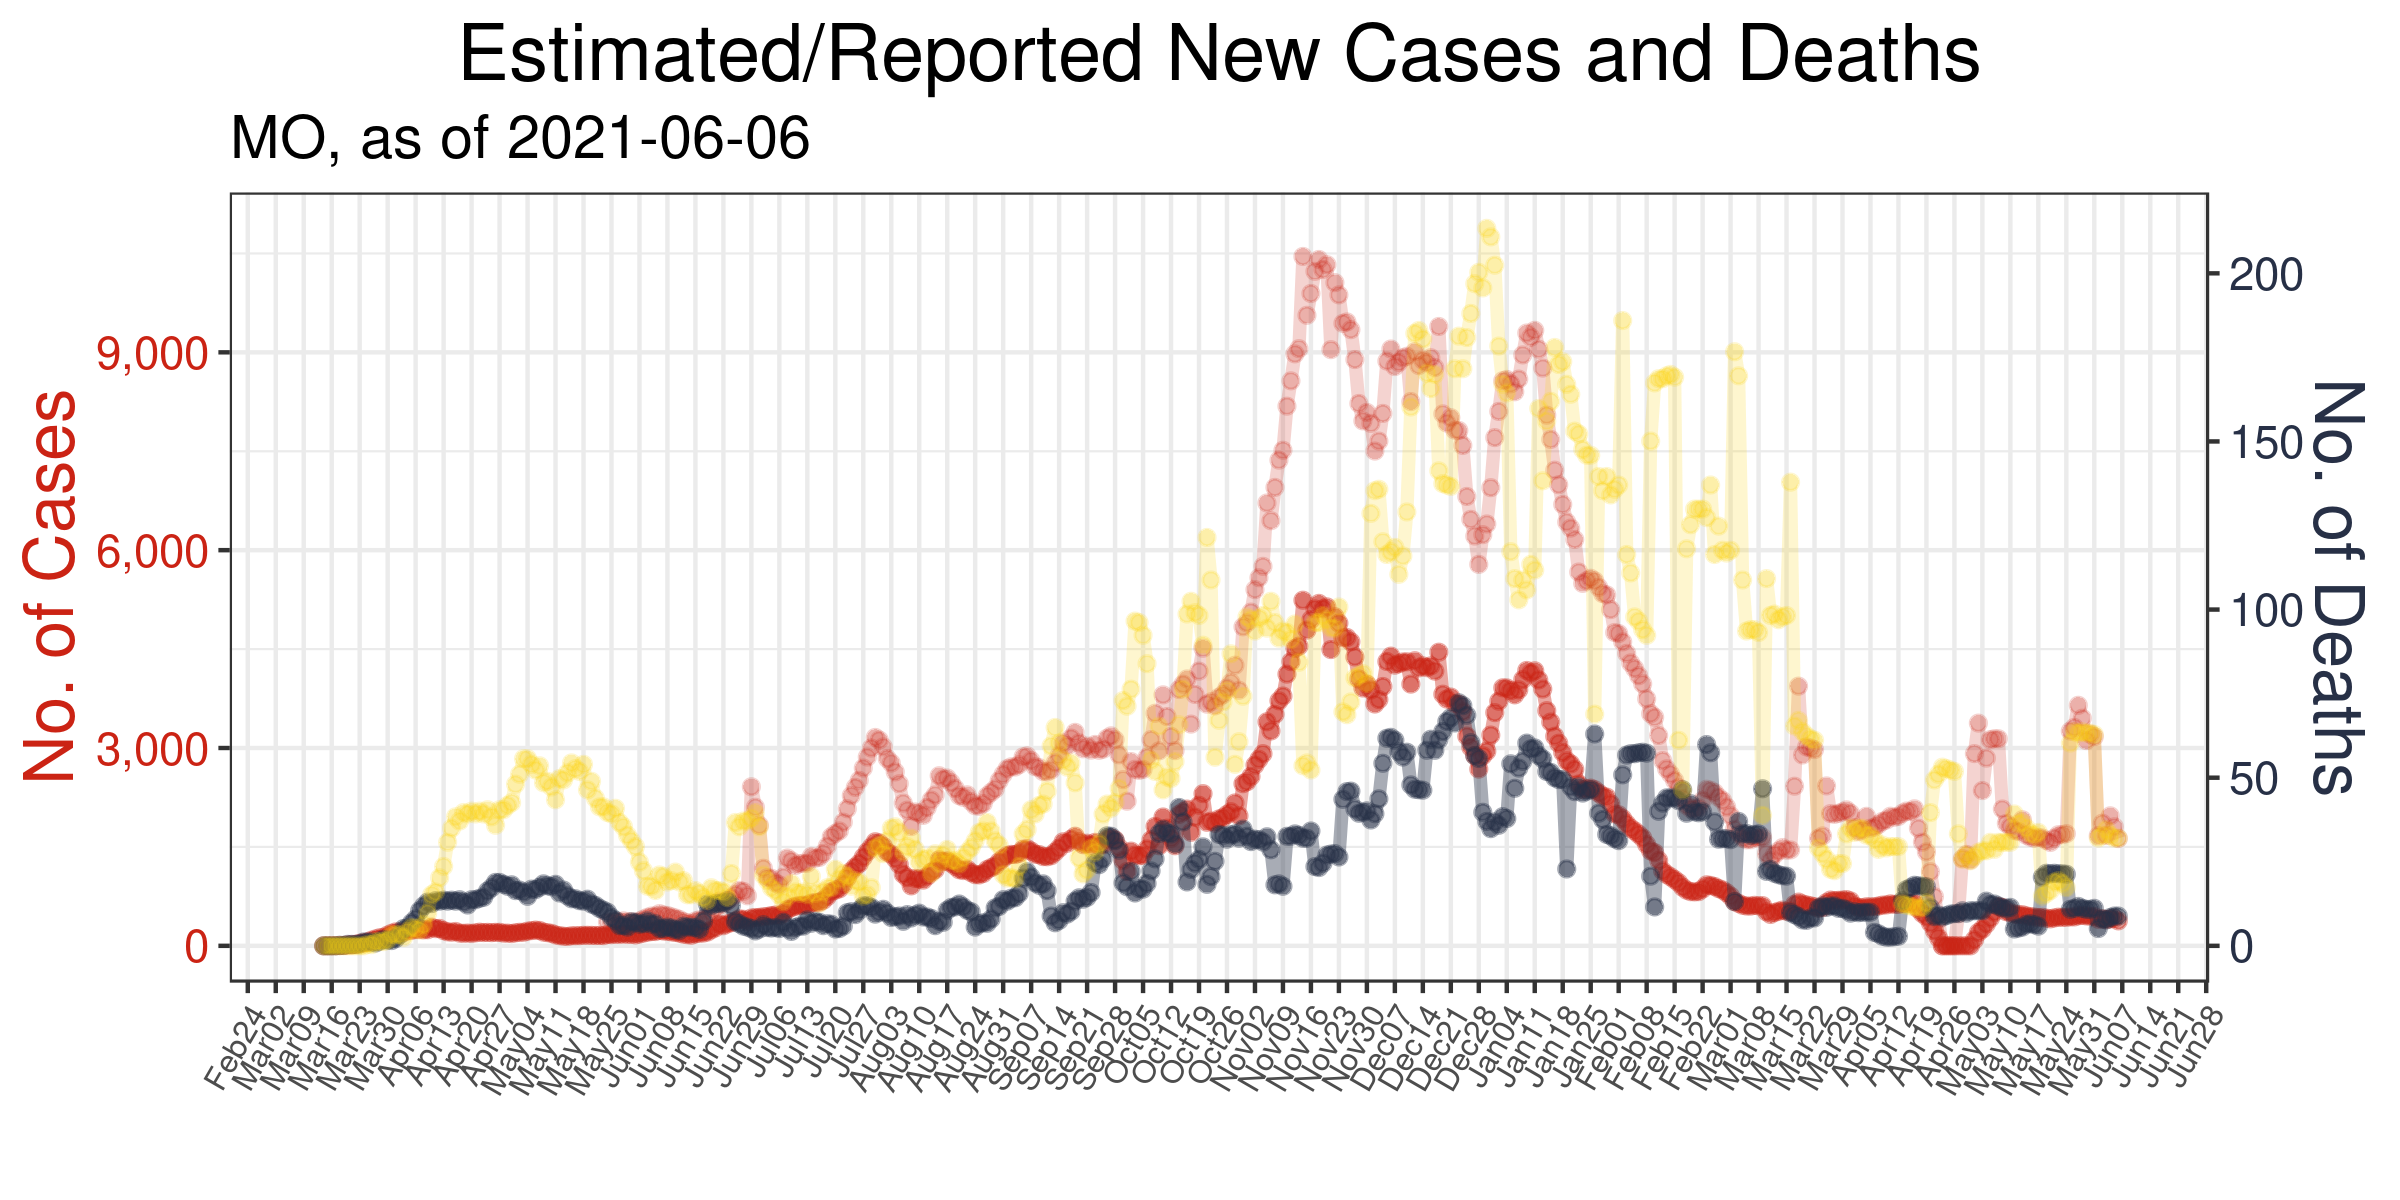 Estimated/Reported New Cases and Deaths
MO, as of 2021-06-06
No. of Cases
9,000
6,000
3,000
0
200
150
100
50
0
No. of Deaths
Feb24
Mar02
Mar09
Mar16
Mar23
Mar30
Apr06
Apr13
Apr20
Apr27
May04
May11
May18
May25
Jun01
Jun08
Jun15
Jun22
Jun29
Jul06
Jul13
Jul20
Jul27
Aug03
Aug10
Aug17
Aug24
Aug31
Sep07
Sep14
Sep21
Sep28
Oct05
Oct12
Oct19
Oct26
Nov02
Nov09
Nov16
Nov23
Nov30
Dec07
Dec14
Dec21
Dec28
Jan04
Jan11
Jan18
Jan25
Feb01
Feb08
Feb15
Feb22
Mar01
Mar08
Mar15
Mar22
Mar29
Apr05
Apr12
Apr19
Apr26
May03
May10
May17
May24
May31
Jun07
Jun14
Jun21
Jun28